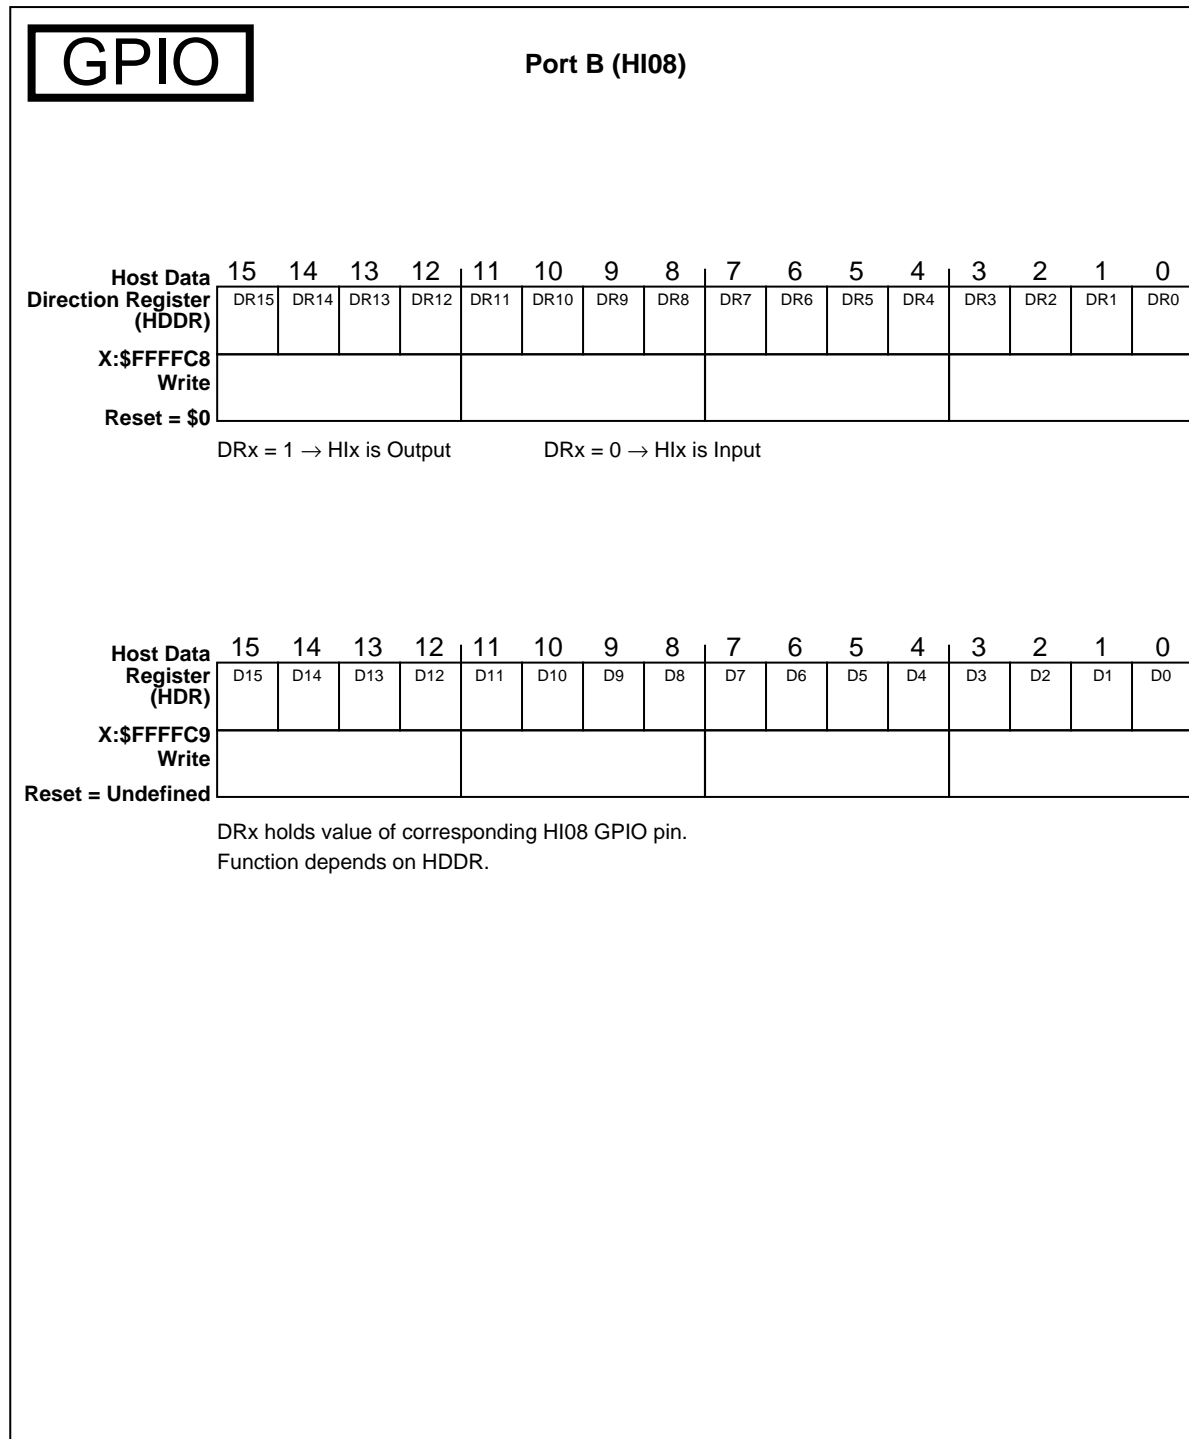 GPIO
Port B (HI08)
15 14 13 12 11 10 9 8 7 6 5 4 3 2 1 0
Host Data
Direction Register
(HDDR)
DR15 DR14 DR13 DR12 DR11 DR10 DR9 DR8 DR7 DR6 DR5 DR4 DR3 DR2 DR1 DR0
X:$FFFFC8
Write
Reset = $0
DRx = 1 → HIx is Output DRx = 0 → HIx is Input
15 14 13 12 11 10 9 8 7 6 5 4 3 2 1 0
Host Data
Register
(HDR)
D15 D14 D13 D12 D11 D10 D9 D8 D7 D6 D5 D4 D3 D2 D1 D0
X:$FFFFC9
Write
Reset = Undefined
DRx holds value of corresponding HI08 GPIO pin.
Function depends on HDDR.